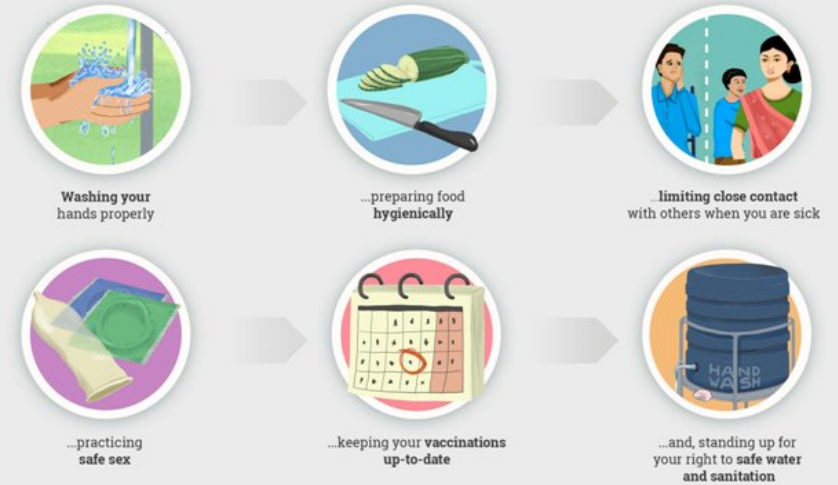 Washing your
hands properly
...preparing food
hygienically
...limiting close contact
with others when you are sick
...practicing
safe sex
...keeping your vaccinations
up-to-date
HAND
WASH
...and, standing up for
your right to safe water
and sanitation